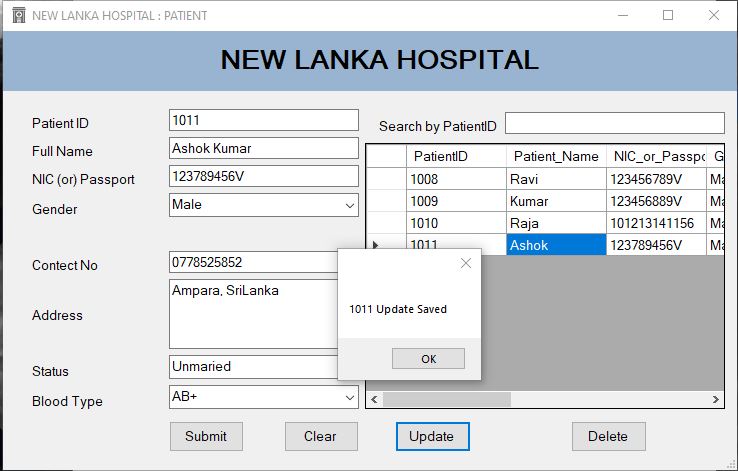 NEW LANKA HOSPITAL : PATIENT
NEW LANKA HOSPITAL
Patient ID 1011
Search by PatientID
Full Name Ashok Kumar
NIC (or) Passport 123789456V
Gender Male
PatientID Patient_Name NIC_or_Passpo G
1008 Ravi 123456789V Ma
1009 Kumar 123456889V Ma
1010 Raja 101213141156 Ma
1011 Ashok 123789456V Ma
Contect No 0778525852
Address Ampara, SriLanka
Status Unmaried
Blood Type AB+
1011 Update Saved
OK
Submit Clear Update Delete